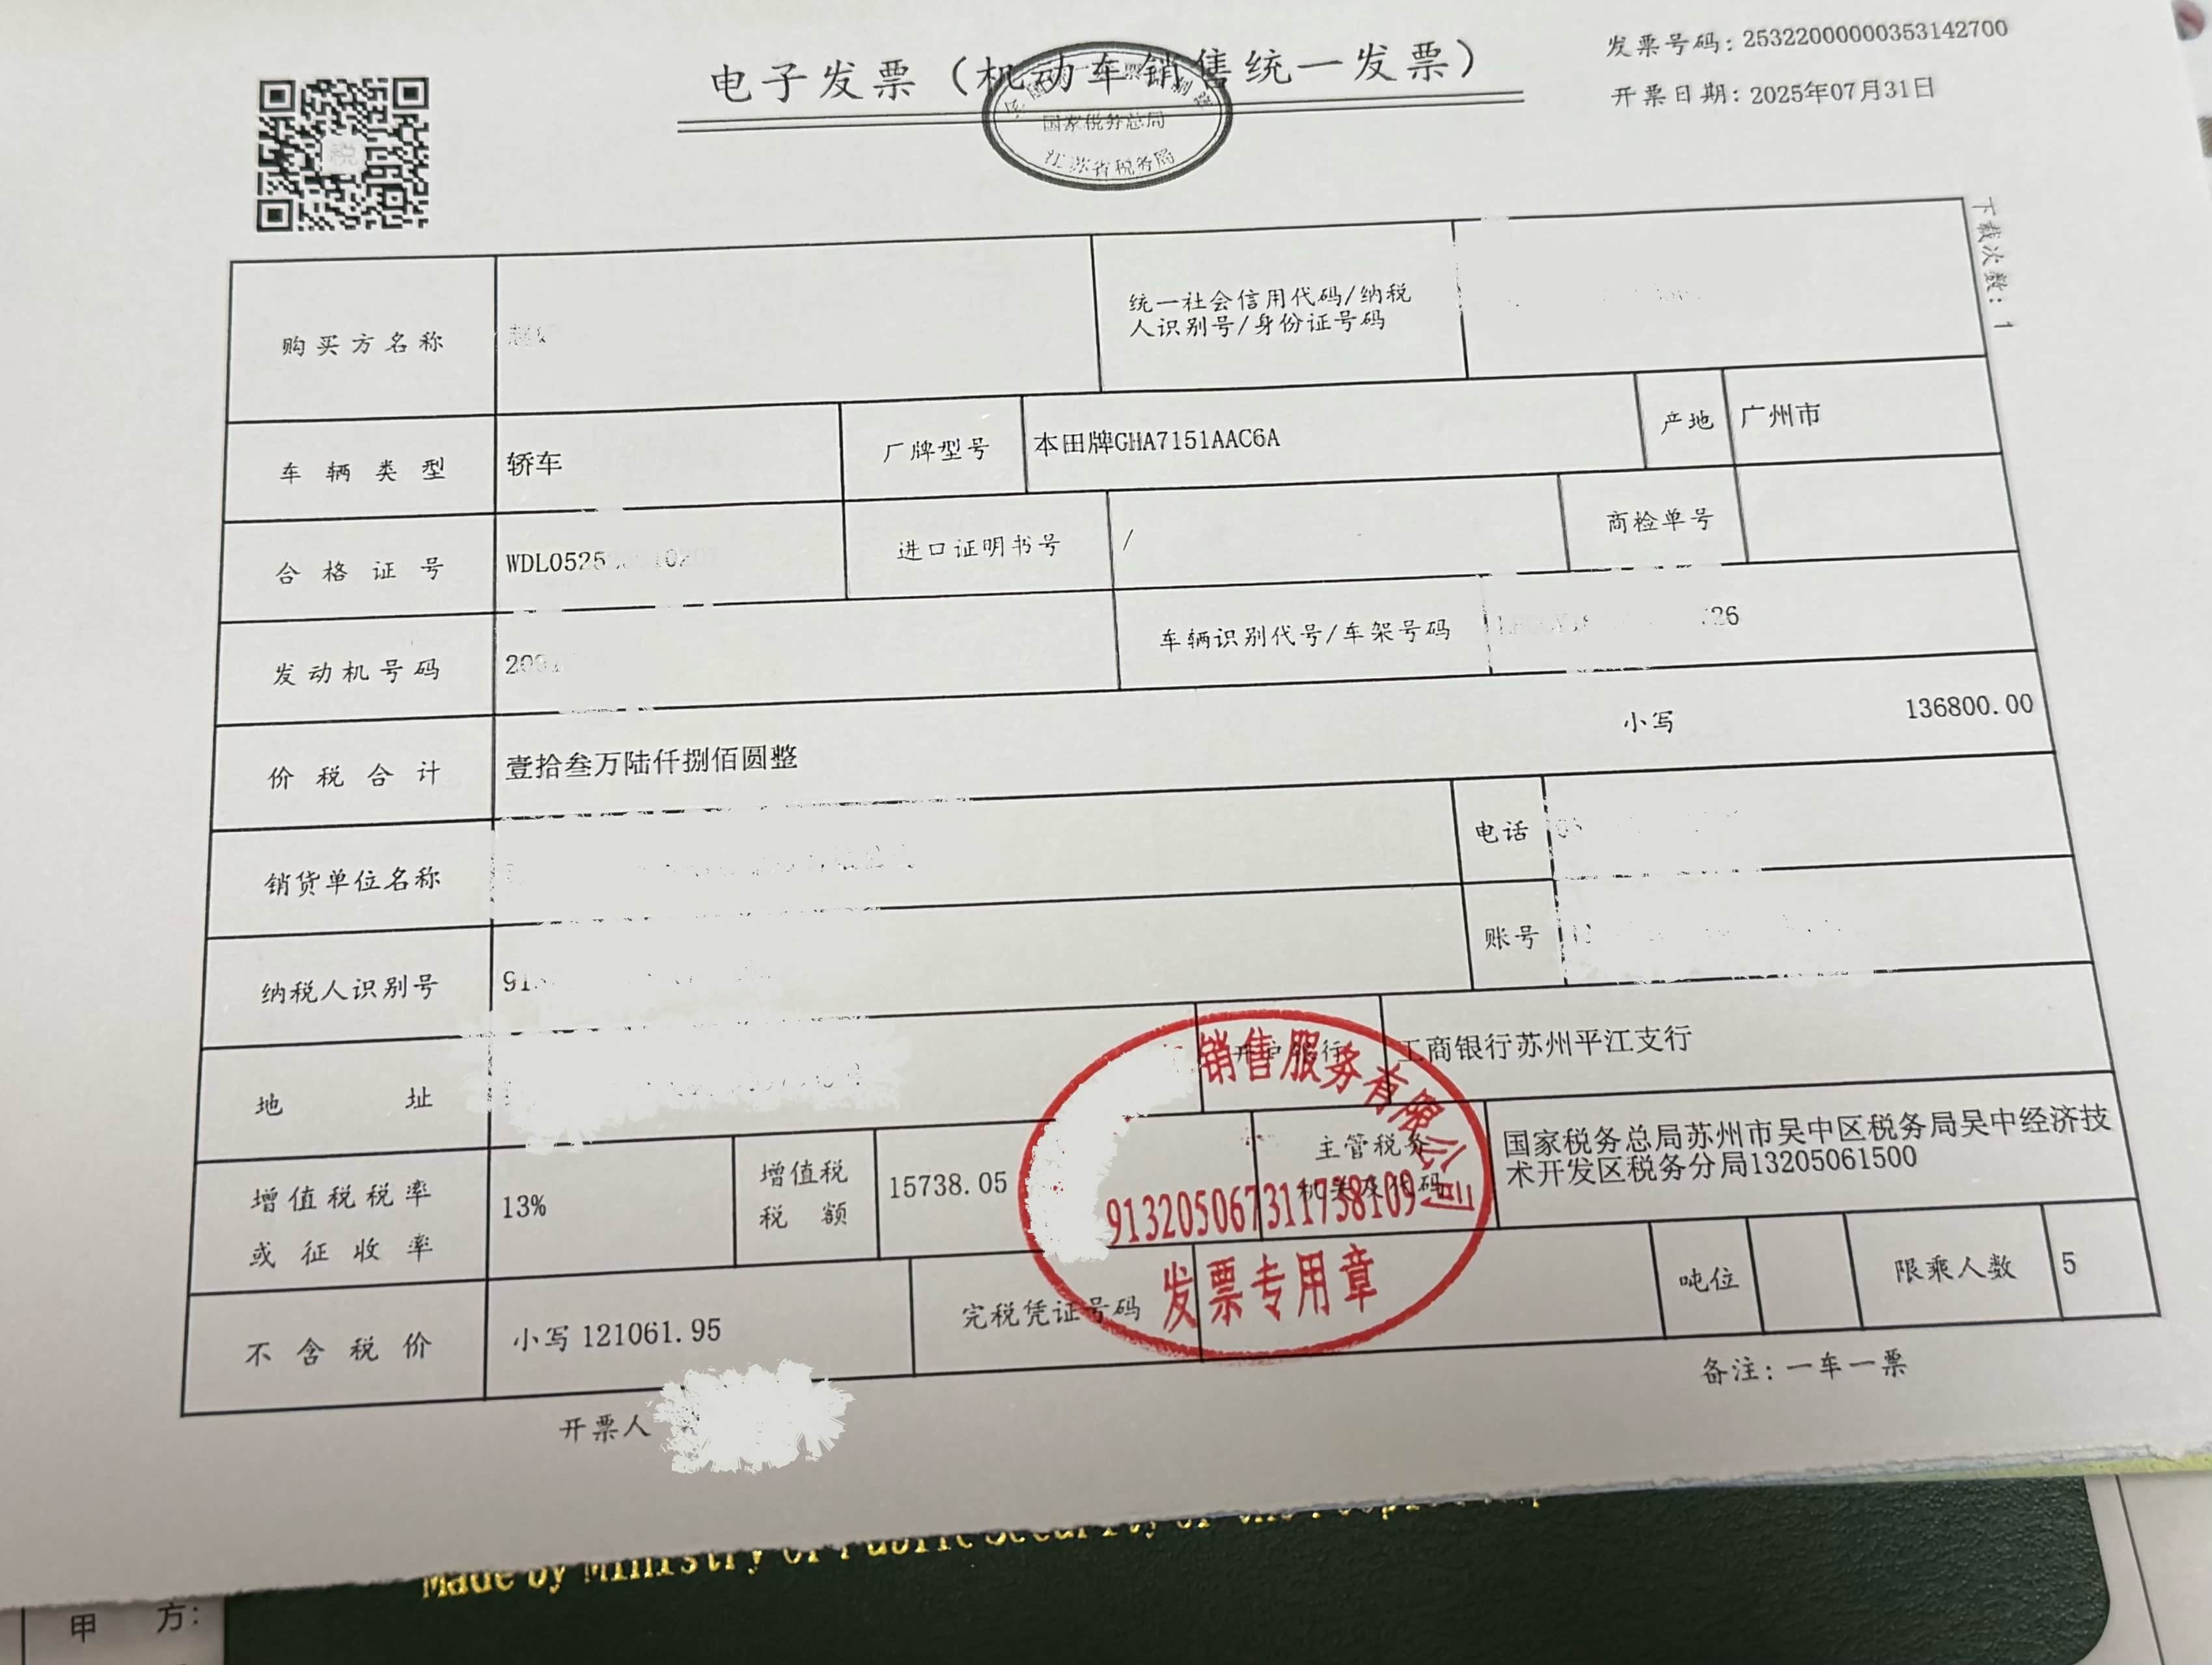 电子发票（机动车销售统一发票）
发票号码：25322000000353142700
开票日期：2025年07月31日
税
国家税务总局
江苏省税务局
下载次数：1
购买方名称
统一社会信用代码/纳税
人识别号/身份证号码
车辆类型 轿车 厂牌型号 本田牌GHA7151AAC6A 产地 广州市
合格证号 WDL0525 进口证明书号 / 商检单号
发动机号码 车辆识别代号/车架号码 26
价税合计 壹拾叁万陆仟捌佰圆整 小写 136800.00
销货单位名称 电话
纳税人识别号 91 账号
地址 开户银行 工商银行苏州平江支行
增值税税率
或征收率
13%
增值税
税额
15738.05
主管税务
机关及代码
国家税务总局苏州市吴中区税务局吴中经济技
术开发区税务分局13205061500
销售服务有限公司
913205067311738109
发票专用章
不含税价 小写 121061.95 完税凭证号码 吨位 限乘人数 5
开票人
备注：一车一票
Made by Ministry of Public Security of the
甲 方：